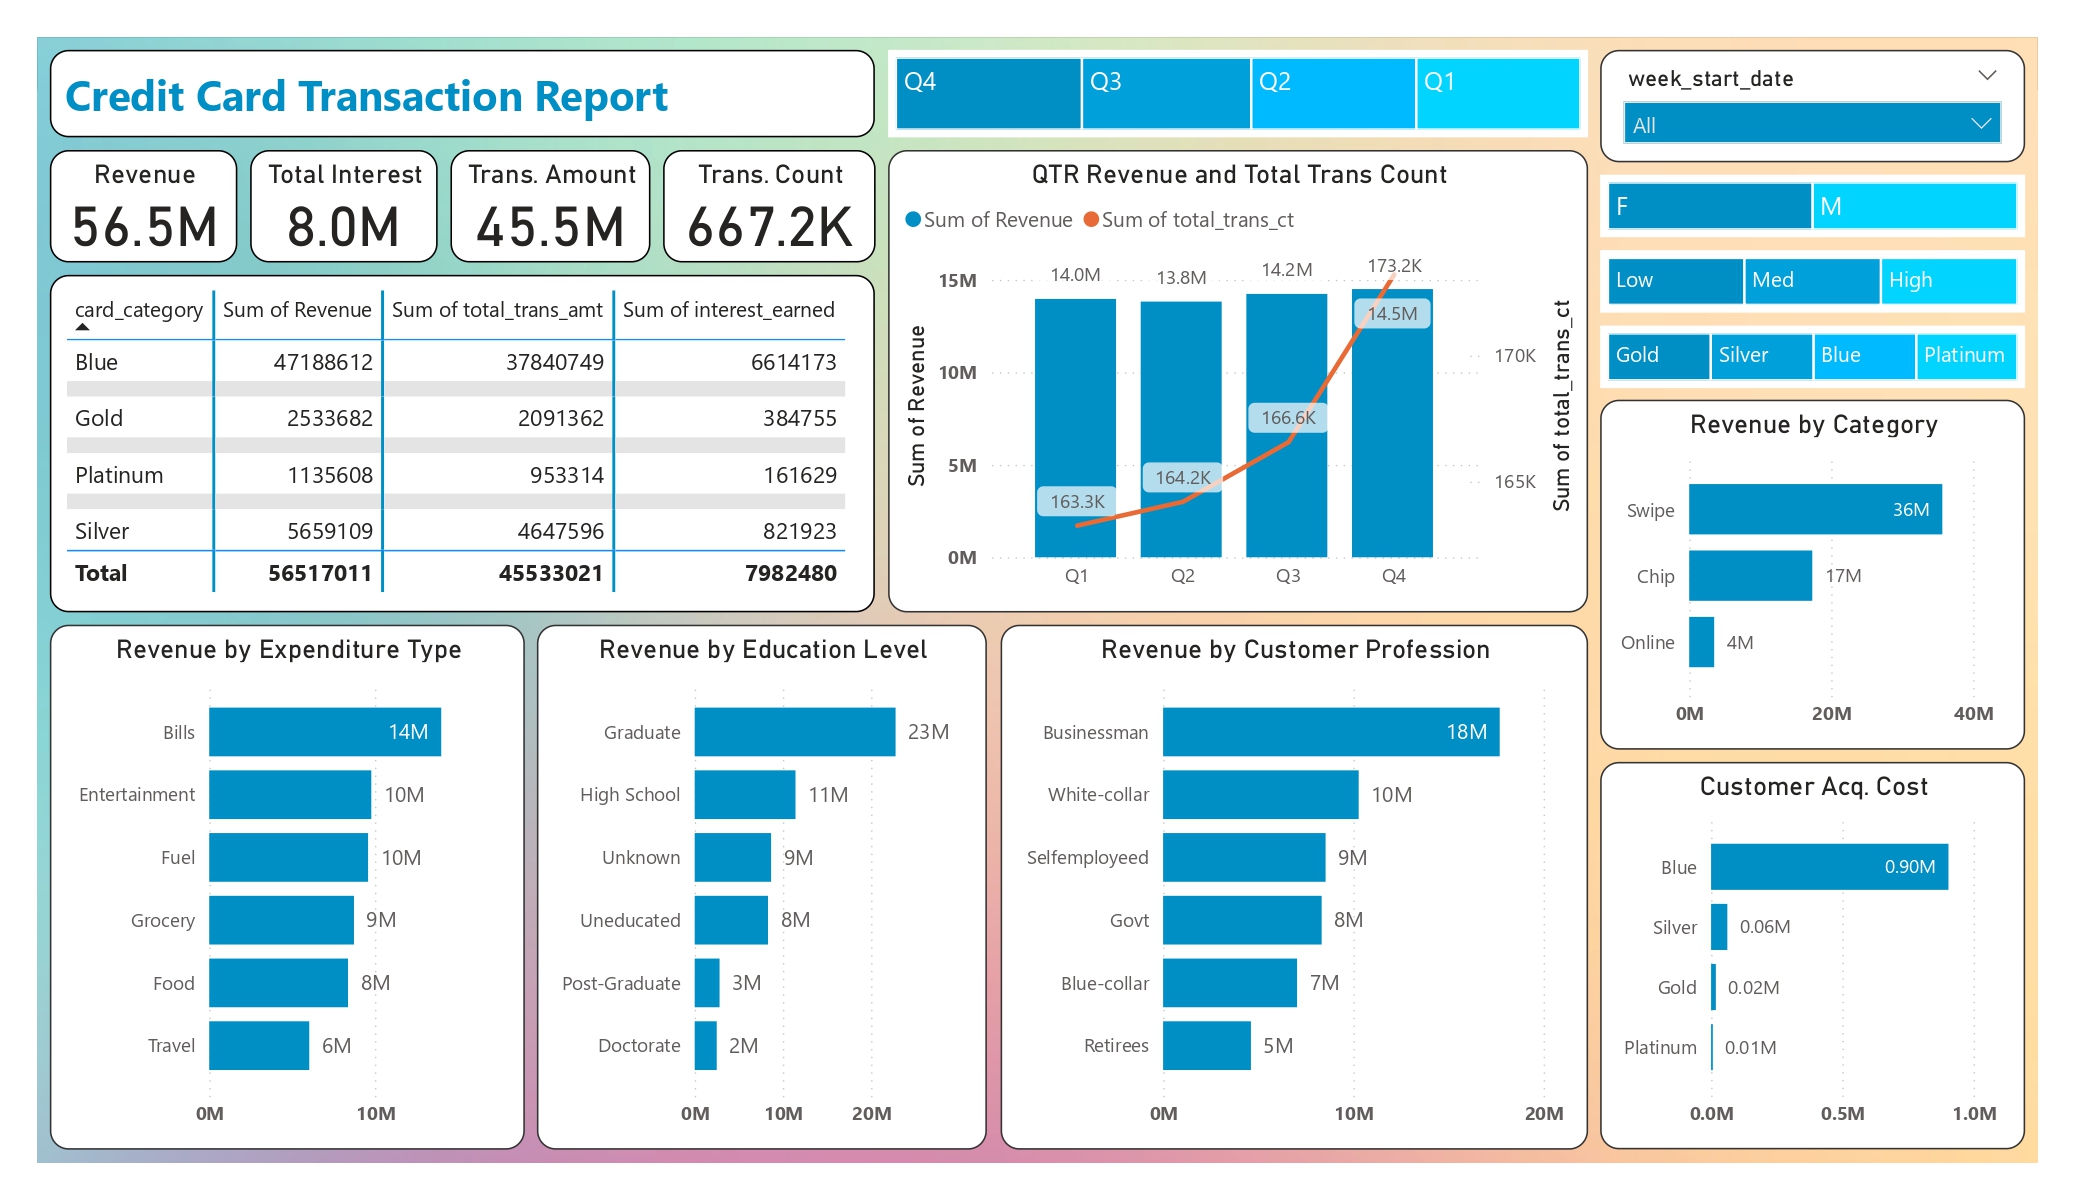 Credit Card Transaction Report
Q4 Q3 Q2 Q1
week_start_date
All
Revenue
56.5M
Total Interest
8.0M
Trans. Amount
45.5M
Trans. Count
667.2K
F M
Low Med High
Gold Silver Blue Platinum
card_category Sum of Revenue Sum of total_trans_amt Sum of interest_earned
Blue 47188612 37840749 6614173
Gold 2533682 2091362 384755
Platinum 1135608 953314 161629
Silver 5659109 4647596 821923
Total 56517011 45533021 7982480
QTR Revenue and Total Trans Count
Sum of Revenue Sum of total_trans_ct
Sum of Revenue
15M
10M
5M
0M
14.0M 13.8M 14.2M 14.5M
163.3K 164.2K 166.6K 173.2K
Q1 Q2 Q3 Q4
170K
165K
Sum of total_trans_ct
Revenue by Category
Swipe 36M
Chip 17M
Online 4M
0M 20M 40M
Revenue by Expenditure Type
Bills 14M
Entertainment 10M
Fuel 10M
Grocery 9M
Food 8M
Travel 6M
0M 10M
Revenue by Education Level
Graduate 23M
High School 11M
Unknown 9M
Uneducated 8M
Post-Graduate 3M
Doctorate 2M
0M 10M 20M
Revenue by Customer Profession
Businessman 18M
White-collar 10M
Selfemployeed 9M
Govt 8M
Blue-collar 7M
Retirees 5M
0M 10M 20M
Customer Acq. Cost
Blue 0.90M
Silver 0.06M
Gold 0.02M
Platinum 0.01M
0.0M 0.5M 1.0M